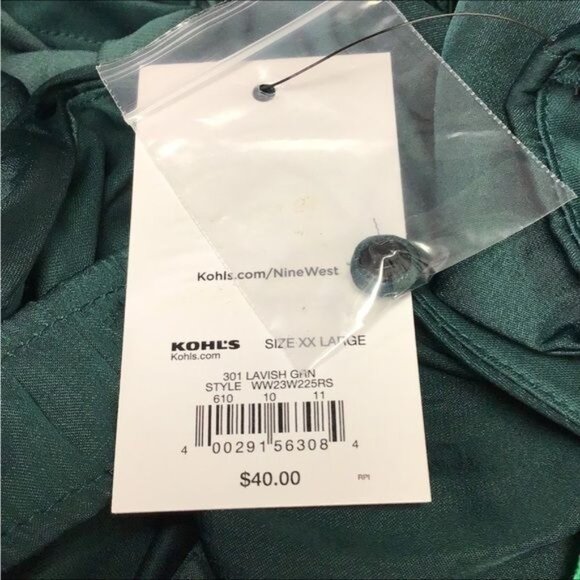 Kohls.com/NineWest
KOHL'S SIZE XX LARGE
Kohls.com
301 LAVISH GRN
STYLE WW23W225RS
610 10 11
4 00291 56308 4
$40.00 RPI